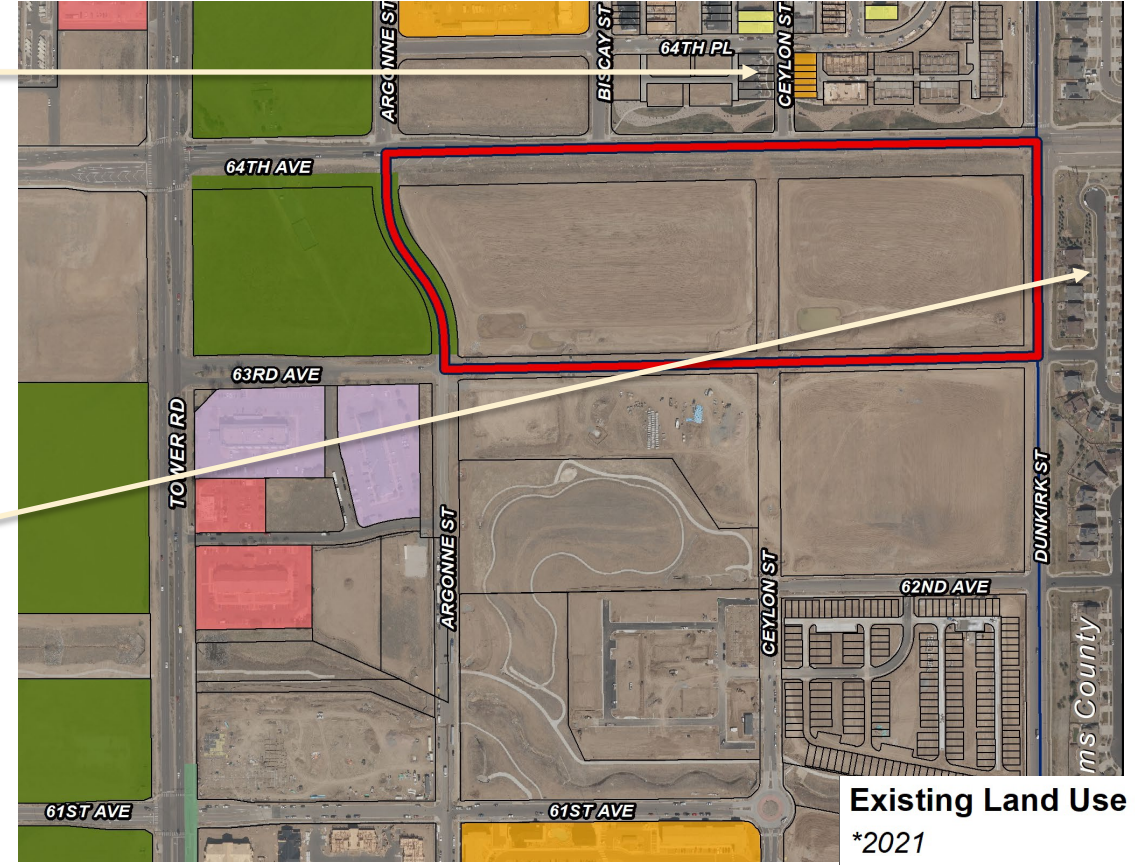 ARGONNE ST
BISCAY ST
64TH PL
CEYLON ST
64TH AVE
63RD AVE
TOWER RD
ARGONNE ST
CEYLON ST
62ND AVE
DUNKIRK ST
ms County
61ST AVE
61ST AVE
Existing Land Use
*2021